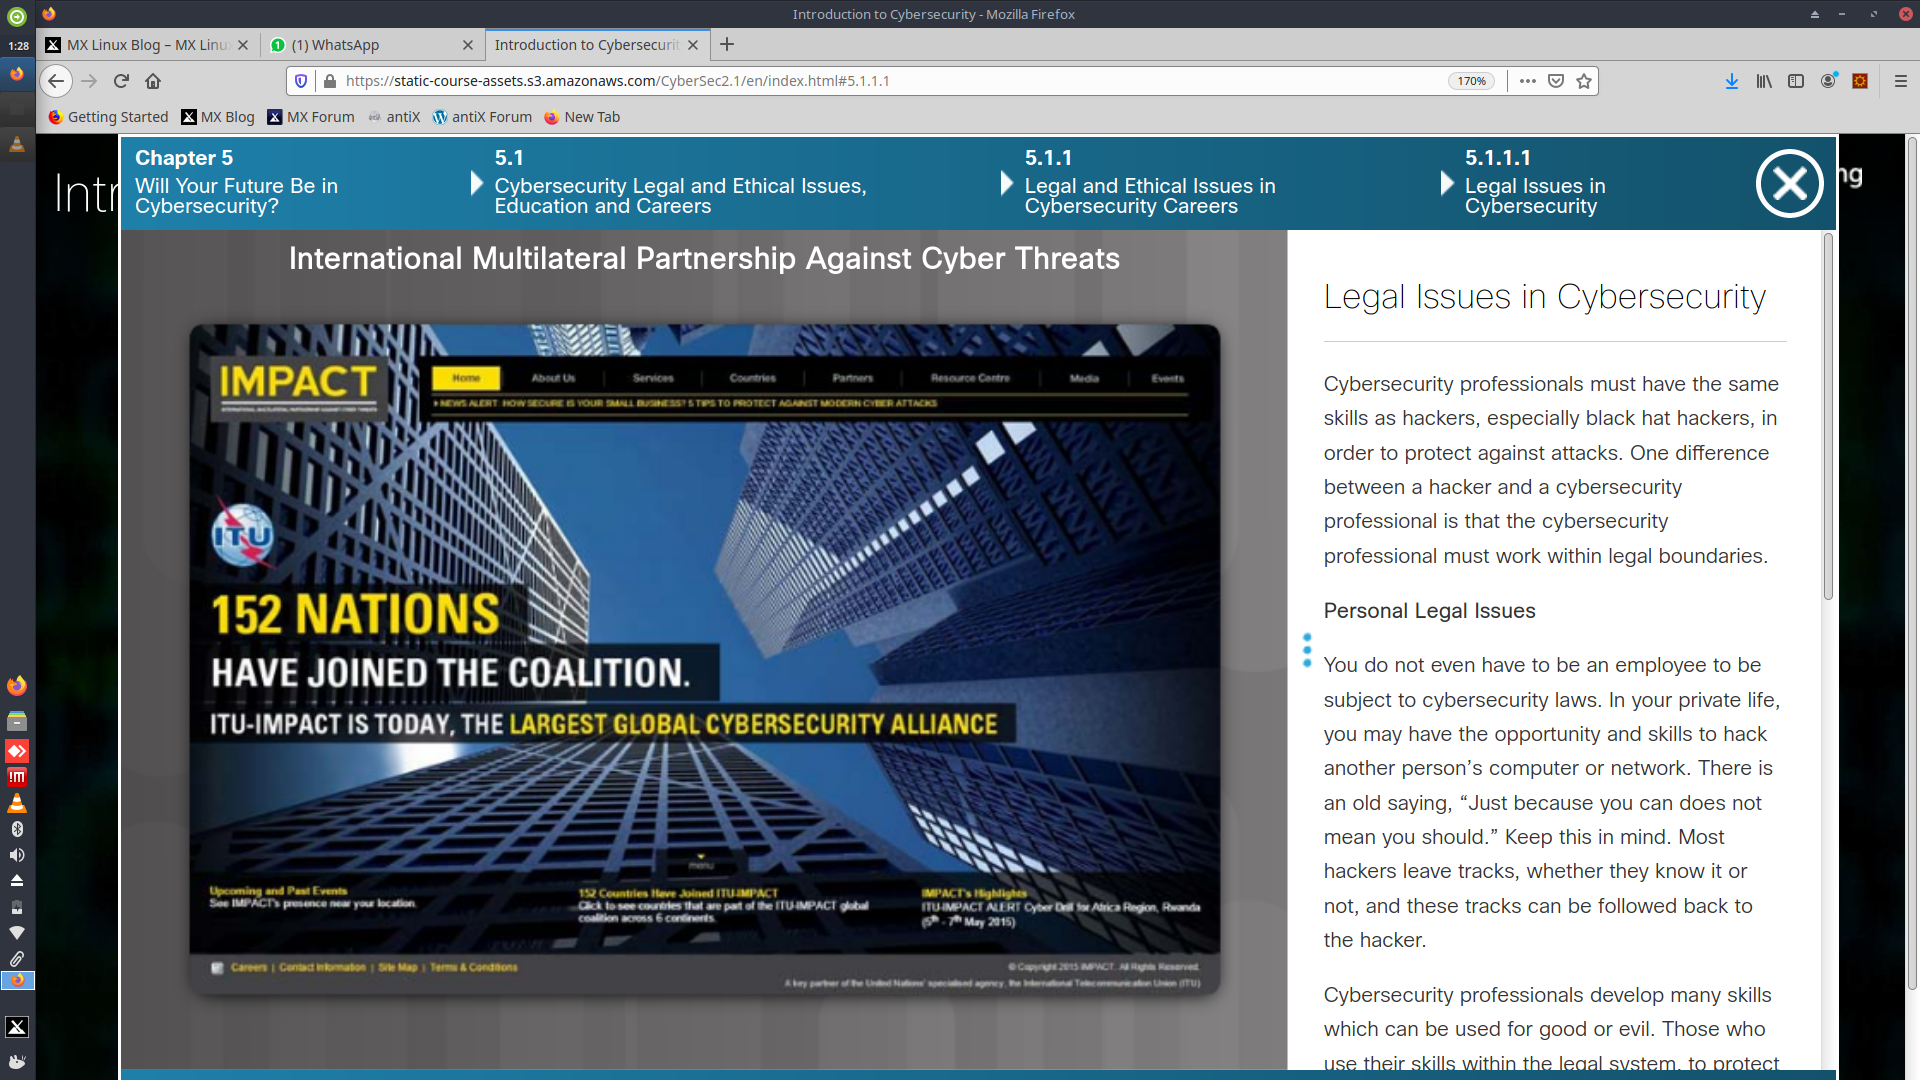 Introduction to Cybersecurity - Mozilla Firefox
1:28
MX Linux Blog – MX Linu
(1) WhatsApp
Introduction to Cybersecurit
https://static-course-assets.s3.amazonaws.com/CyberSec2.1/en/index.html#5.1.1.1
170%
Getting Started
MX Blog
MX Forum
antiX
antiX Forum
New Tab
Intr
ng
Chapter 5
Will Your Future Be in
Cybersecurity?
5.1
Cybersecurity Legal and Ethical Issues,
Education and Careers
5.1.1
Legal and Ethical Issues in
Cybersecurity Careers
5.1.1.1
Legal Issues in
Cybersecurity
International Multilateral Partnership Against Cyber Threats
IMPACT
Home
About Us
Services
Countries
Partners
Resource Centre
Media
Events
NEWS ALERT HOW SECURE IS YOUR SMALL BUSINESS? 5 TIPS TO PROTECT AGAINST MODERN CYBER ATTACKS
ITU
152 NATIONS
HAVE JOINED THE COALITION.
ITU-IMPACT IS TODAY, THE LARGEST GLOBAL CYBERSECURITY ALLIANCE
menu
Upcoming and Past Events
See IMPACT's presence near your location.
152 Countries Have Joined ITU-IMPACT
Click to see countries that are part of the ITU-IMPACT global
coalition across 6 continents.
IMPACT's Highlights
ITU-IMPACT ALERT Cyber Drill for Africa Region, Rwanda
(5th - 7th May 2015)
Careers | Contact Information | Site Map | Terms & Conditions
© Copyright 2015 IMPACT. All Rights Reserved.
A key partner of the United Nations' specialised agency, the International Telecommunication Union (ITU)
Legal Issues in Cybersecurity
Cybersecurity professionals must have the same
skills as hackers, especially black hat hackers, in
order to protect against attacks. One difference
between a hacker and a cybersecurity
professional is that the cybersecurity
professional must work within legal boundaries.
Personal Legal Issues
You do not even have to be an employee to be
subject to cybersecurity laws. In your private life,
you may have the opportunity and skills to hack
another person’s computer or network. There is
an old saying, “Just because you can does not
mean you should.” Keep this in mind. Most
hackers leave tracks, whether they know it or
not, and these tracks can be followed back to
the hacker.
Cybersecurity professionals develop many skills
which can be used for good or evil. Those who
use their skills within the legal system, to protect